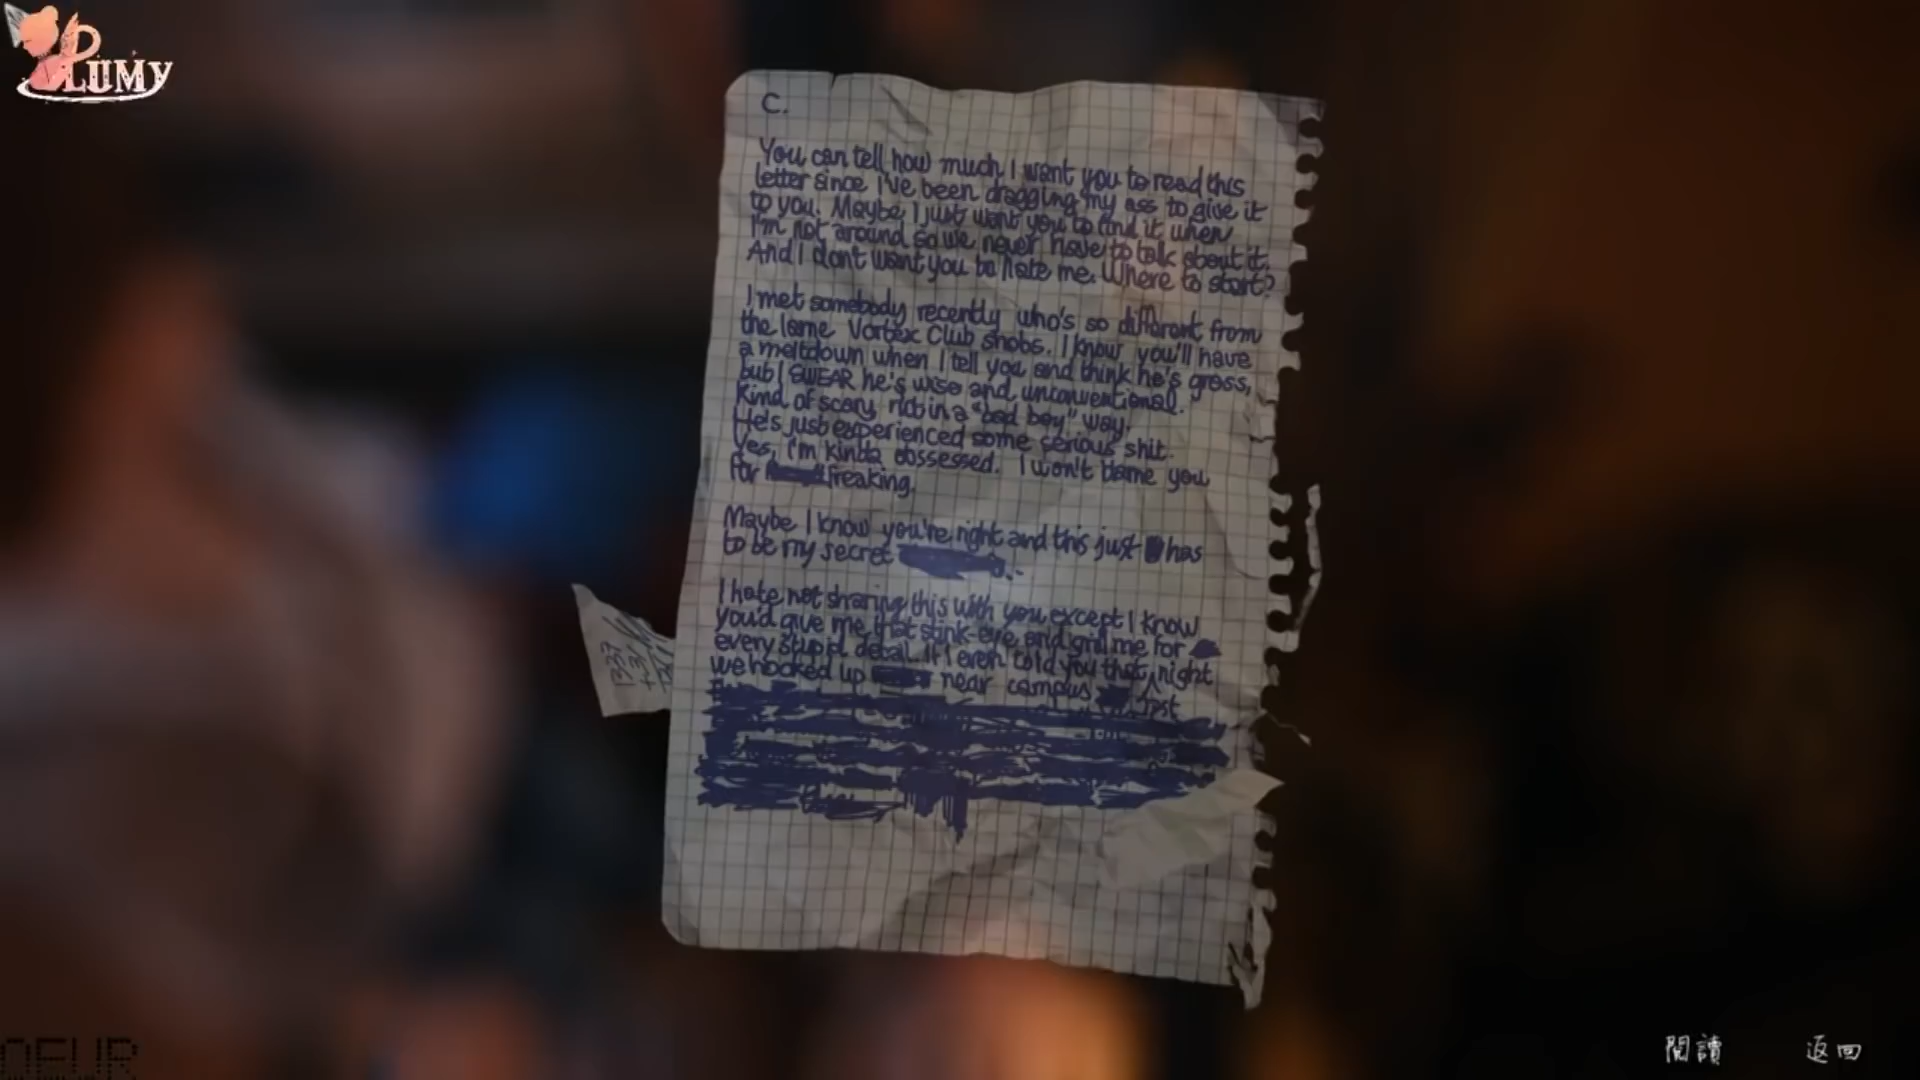 PLUMY
C.
You can tell how much I want you to read this
letter since I've been dragging my ass to give it
to you. Maybe I just want you to find it when
I'm not around so we never have to talk about it.
And I don't want you to hate me. Where to start?
I met somebody recently who's so different from
the lame Vortex Club snobs. I know you'll have
a meltdown when I tell you and think he's gross,
but I SWEAR he's wise and unconventional.
Kind of scary, rich in a "bad boy" way.
He's just experienced some serious shit.
Yes, I'm kinda obsessed. I won't blame you
for freaking.
Maybe I know you're right and this just has
to be my secret
I hate not sharing this with you except I know
you'd give me that stink-eye and grill me for
every stupid detail. If I even told you that night
we hooked up near campus
1337
閱讀
返回